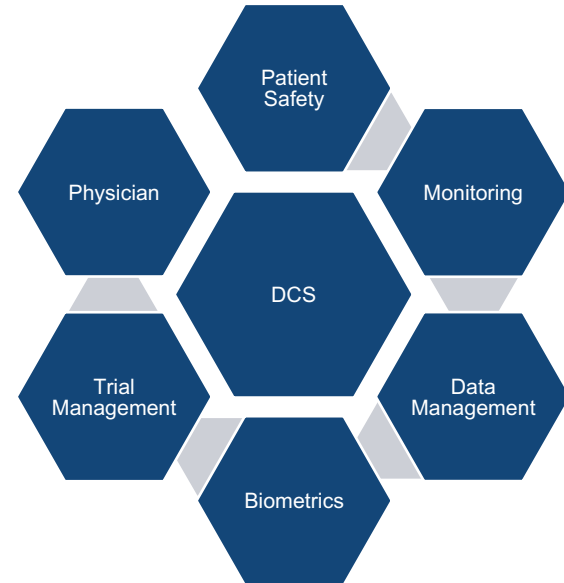 Patient
Safety
Physician
Monitoring
DCS
Trial
Management
Data
Management
Biometrics